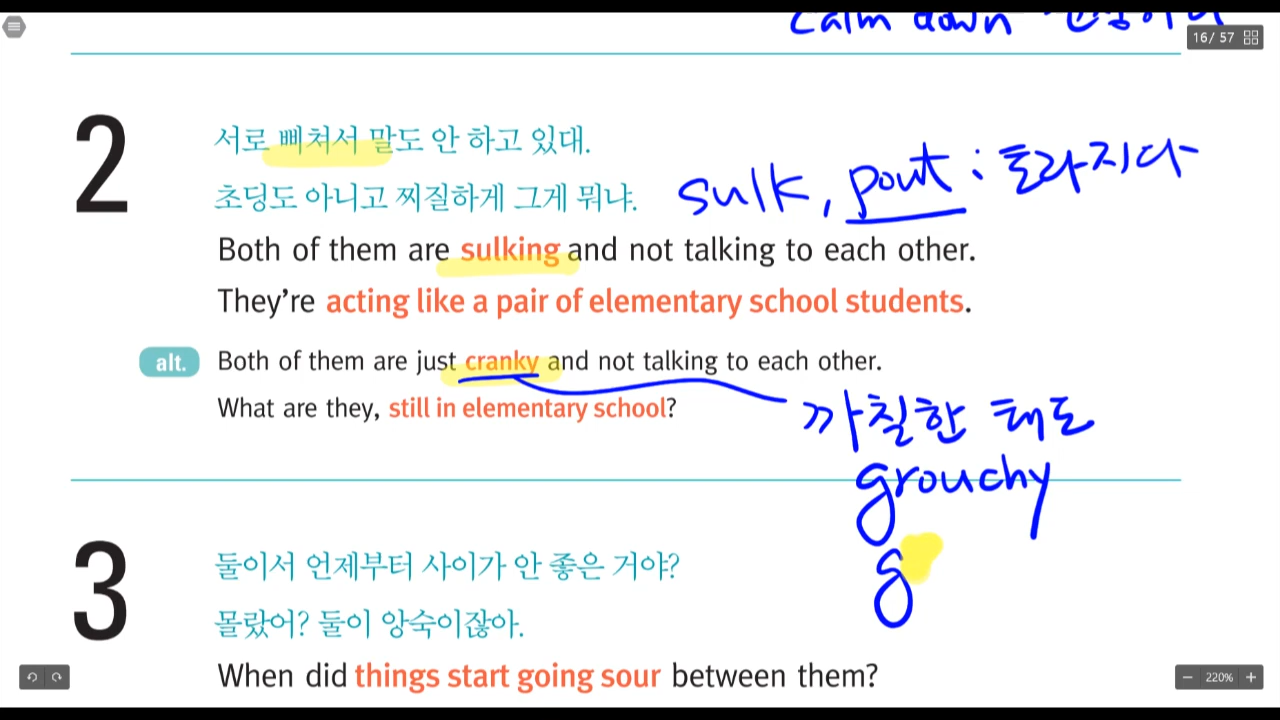 calm down
16/ 57
2
서로 삐쳐서 말도 안 하고 있대.
초딩도 아니고 찌질하게 그게 뭐냐.
sulk, pout : 토라지다
Both of them are sulking and not talking to each other.
They're acting like a pair of elementary school students.
alt. Both of them are just cranky and not talking to each other.
What are they, still in elementary school?
까칠한 태도
grouchy
g
3
둘이서 언제부터 사이가 안 좋은 거야?
몰랐어? 둘이 앙숙이잖아.
When did things start going sour between them?
220%